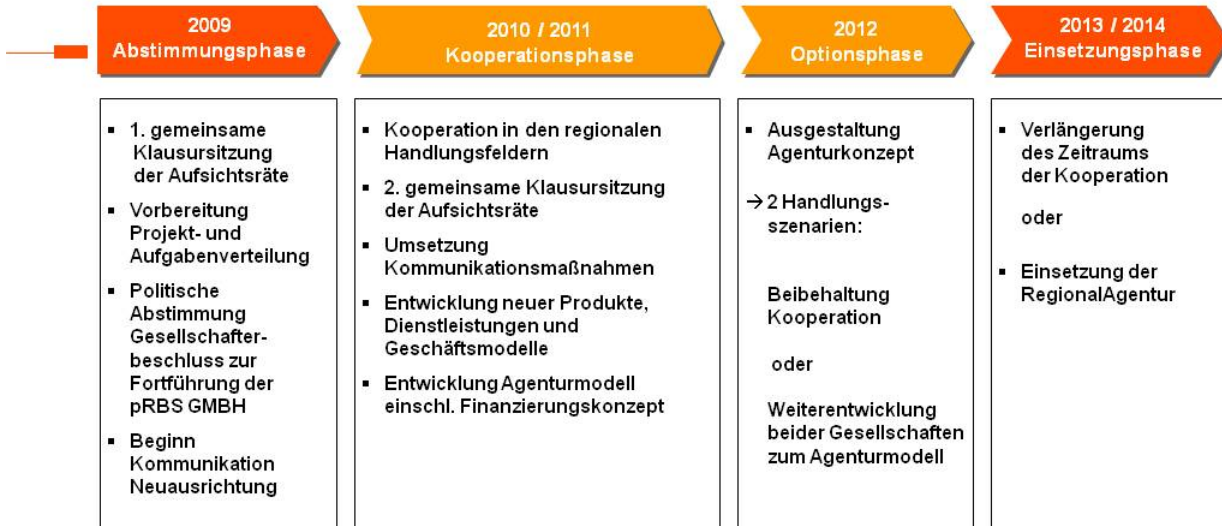 2009
Abstimmungsphase
2010 / 2011
Kooperationsphase
2012
Optionsphase
2013 / 2014
Einsetzungsphase
▪ 1. gemeinsame
Klausursitzung
der Aufsichtsräte
▪ Vorbereitung
Projekt- und
Aufgabenverteilung
▪ Politische
Abstimmung
Gesellschafter-
beschluss zur
Fortführung der
pRBS GMBH
▪ Beginn
Kommunikation
Neuausrichtung
▪ Kooperation in den regionalen
Handlungsfeldern
▪ 2. gemeinsame Klausursitzung
der Aufsichtsräte
▪ Umsetzung
Kommunikationsmaßnahmen
▪ Entwicklung neuer Produkte,
Dienstleistungen und
Geschäftsmodelle
▪ Entwicklung Agenturmodell
einschl. Finanzierungskonzept
▪ Ausgestaltung
Agenturkonzept
→ 2 Handlungs-
szenarien:
Beibehaltung
Kooperation
oder
Weiterentwicklung
beider Gesellschaften
zum Agenturmodell
▪ Verlängerung
des Zeitraums
der Kooperation
oder
▪ Einsetzung der
RegionalAgentur